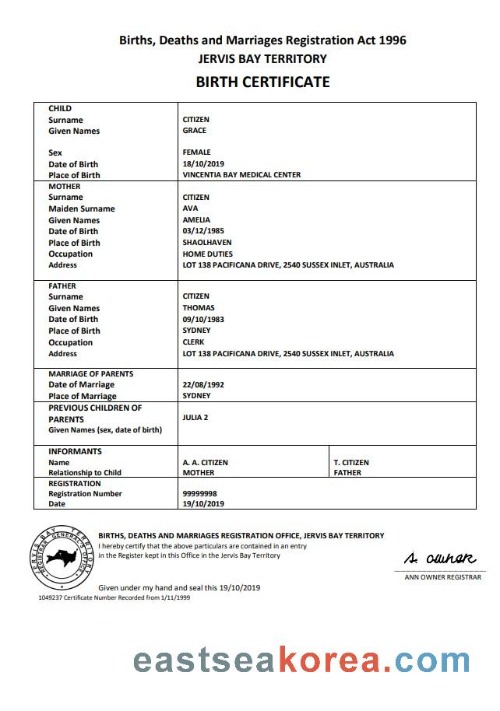 Births, Deaths and Marriages Registration Act 1996
JERVIS BAY TERRITORY
BIRTH CERTIFICATE
CHILD
Surname CITIZEN
Given Names GRACE
Sex FEMALE
Date of Birth 18/10/2019
Place of Birth VINCENTIA BAY MEDICAL CENTER
MOTHER
Surname CITIZEN
Maiden Surname AVA
Given Names AMELIA
Date of Birth 03/12/1985
Place of Birth SHAOLHAVEN
Occupation HOME DUTIES
Address LOT 138 PACIFICANA DRIVE, 2540 SUSSEX INLET, AUSTRALIA
FATHER
Surname CITIZEN
Given Names THOMAS
Date of Birth 09/10/1983
Place of Birth SYDNEY
Occupation CLERK
Address LOT 138 PACIFICANA DRIVE, 2540 SUSSEX INLET, AUSTRALIA
MARRIAGE OF PARENTS
Date of Marriage 22/08/1992
Place of Marriage SYDNEY
PREVIOUS CHILDREN OF
PARENTS JULIA 2
Given Names (sex, date of birth)
INFORMANTS
Name A. A. CITIZEN T. CITIZEN
Relationship to Child MOTHER FATHER
REGISTRATION
Registration Number 99999998
Date 19/10/2019
JERVIS BAY TERRITORY
REGISTRAR GENERAL'S OFFICE
BIRTHS, DEATHS AND MARRIAGES REGISTRATION OFFICE, JERVIS BAY TERRITORY
I hereby certify that the above particulars are contained in an entry
in the Register kept in this Office in the Jervis Bay Territory
A. OWNER
ANN OWNER REGISTRAR
Given under my hand and seal this 19/10/2019
1049237 Certificate Number Recorded from 1/11/1999
eastseakorea.com